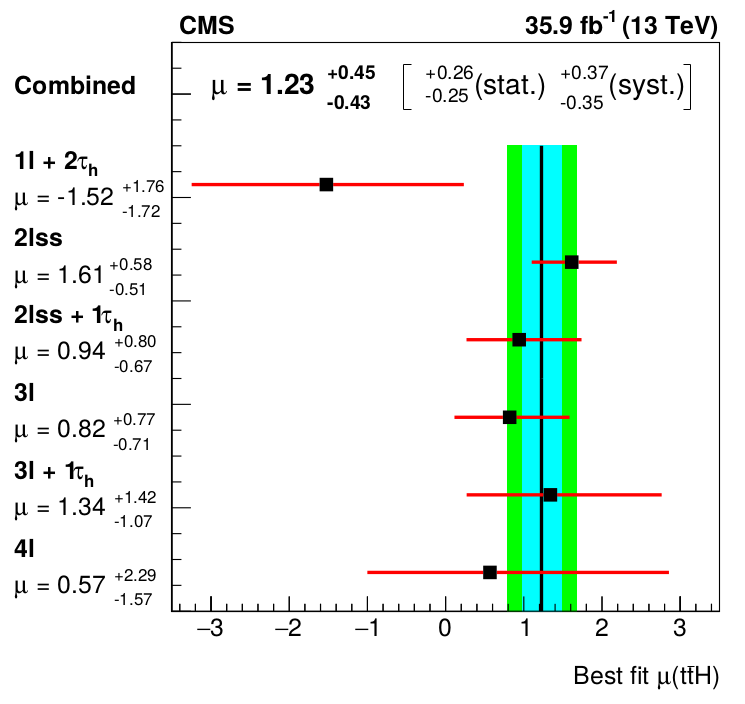 CMS 35.9 fb⁻¹ (13 TeV)
Combined μ = 1.23 +0.45 -0.43 [ +0.26 -0.25 (stat.) +0.37 -0.35 (syst.) ]
1l + 2τh
μ = -1.52 +1.76 -1.72
2lss
μ = 1.61 +0.58 -0.51
2lss + 1τh
μ = 0.94 +0.80 -0.67
3l
μ = 0.82 +0.77 -0.71
3l + 1τh
μ = 1.34 +1.42 -1.07
4l
μ = 0.57 +2.29 -1.57
−3 −2 −1 0 1 2 3
Best fit μ(tt̄H)